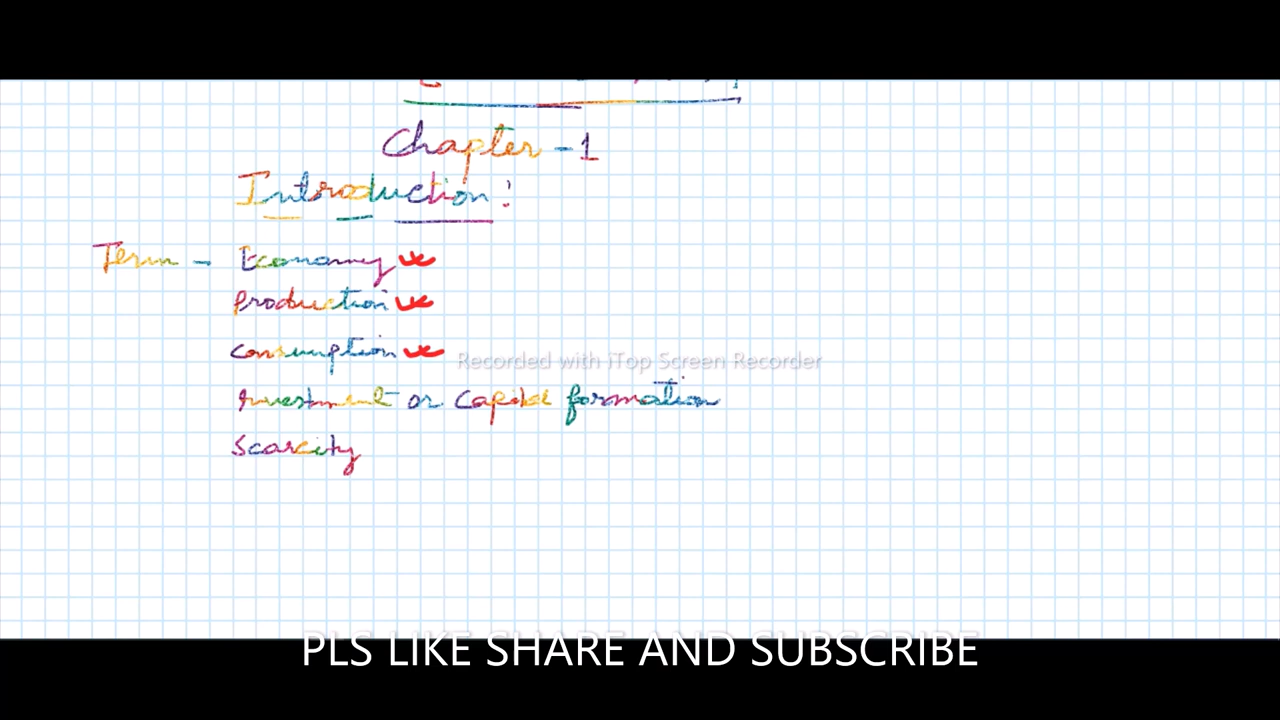 Chapter - 1
Introduction :
Term - Economy
Production
Consumption
Recorded with iTop Screen Recorder
Investment or Capital formation
Scarcity
PLS LIKE SHARE AND SUBSCRIBE